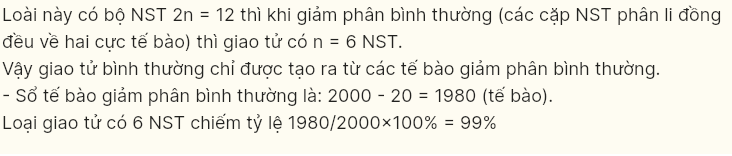 Loài này có bộ NST 2n = 12 thì khi giảm phân bình thường (các cặp NST phân li đồng
đều về hai cực tế bào) thì giao tử có n = 6 NST.
Vậy giao tử bình thường chỉ được tạo ra từ các tế bào giảm phân bình thường.
- Sổ tế bào giảm phân bình thường là: 2000 - 20 = 1980 (tế bào).
Loại giao tử có 6 NST chiếm tỷ lệ 1980/2000×100% = 99%